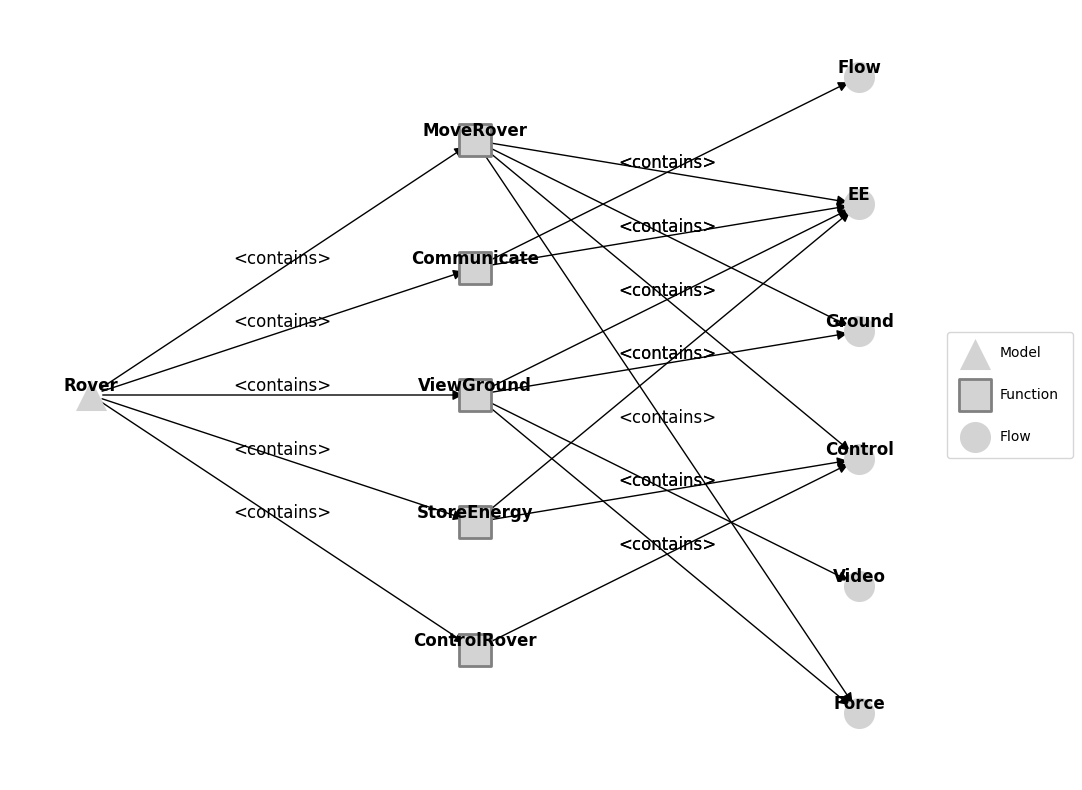 Flow
MoveRover
<contains>
EE
<contains>
<contains>
Communicate
<contains>
<contains>
Ground
<contains>
Rover
<contains>
ViewGround
<contains>
Control
<contains>
<contains>
StoreEnergy
<contains>
<contains>
Video
ControlRover
Force
Model
Function
Flow